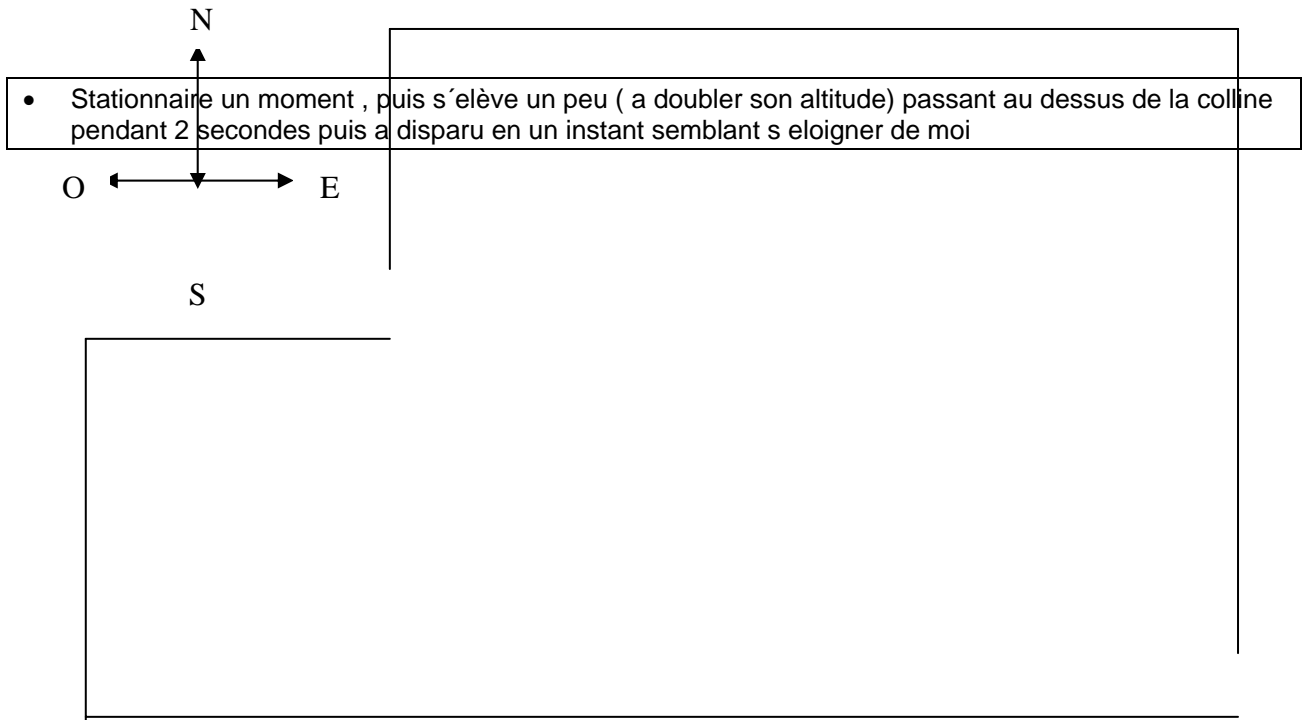 N
• Stationnaire un moment , puis s´elève un peu ( a doubler son altitude) passant au dessus de la colline
pendant 2 secondes puis a disparu en un instant semblant s eloigner de moi
O E
S